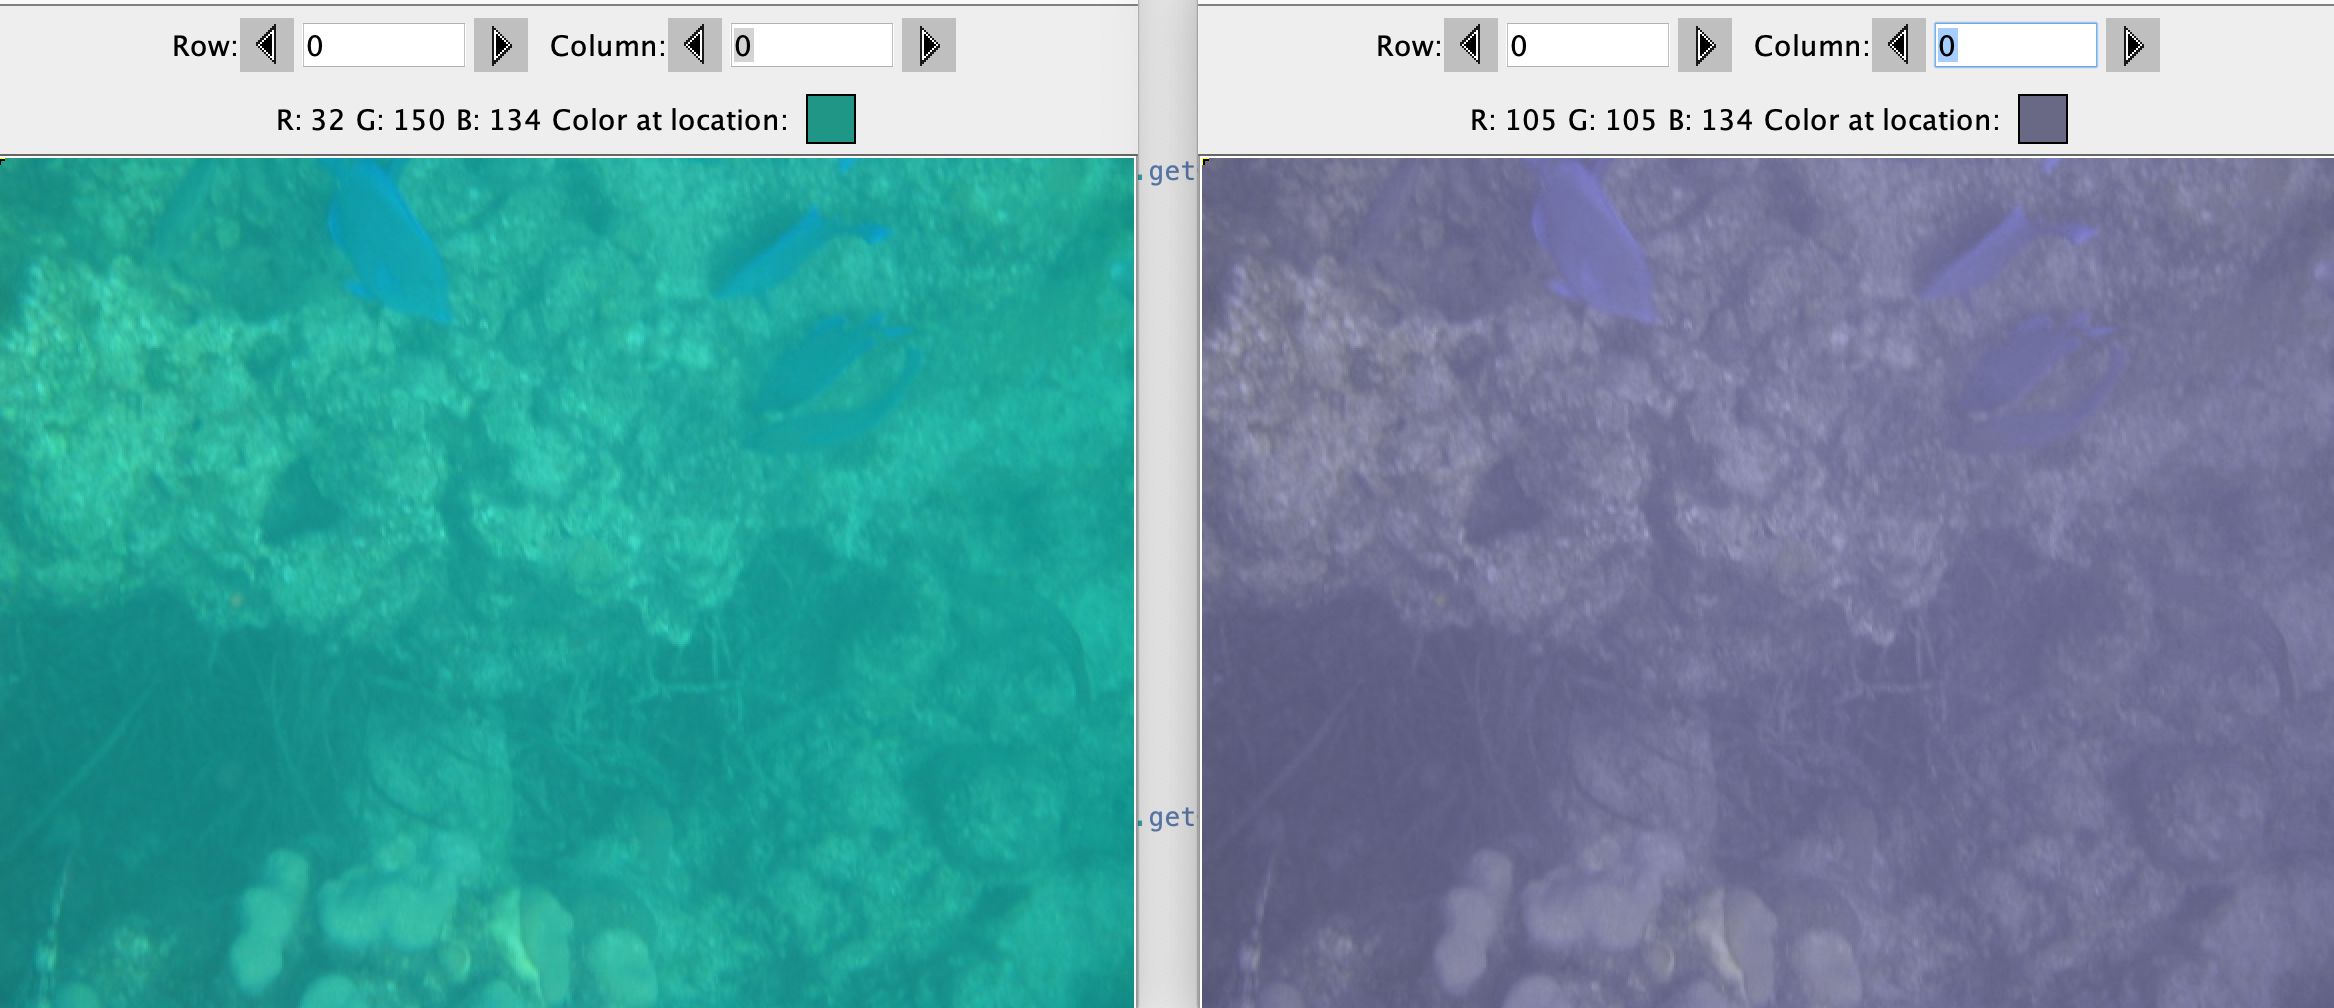 Row: 0 Column: 0
R: 32 G: 150 B: 134 Color at location:
.get
.get
Row: 0 Column: 0
R: 105 G: 105 B: 134 Color at location: